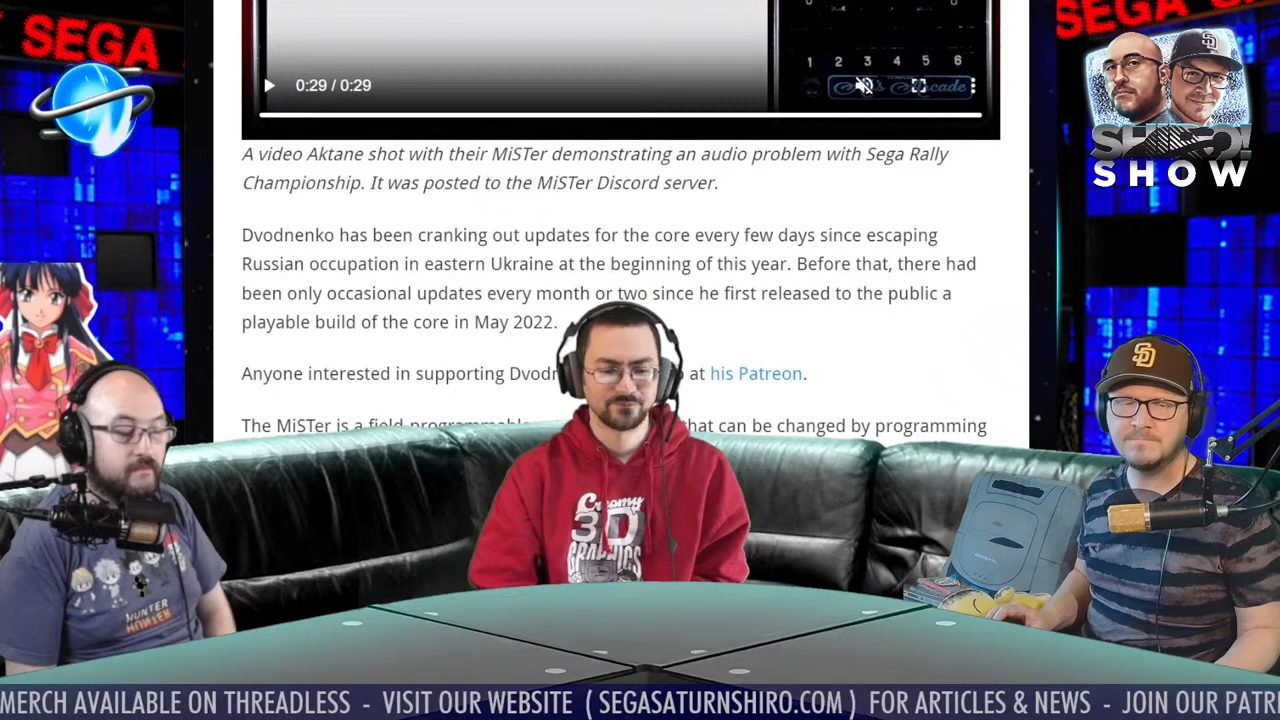 SEGA
SEGA
0:29 / 0:29
1 2 3 4 5 6
A video Aktane shot with their MiSTer demonstrating an audio problem with Sega Rally
Championship. It was posted to the MiSTer Discord server.
Dvodnenko has been cranking out updates for the core every few days since escaping
Russian occupation in eastern Ukraine at the beginning of this year. Before that, there had
been only occasional updates every month or two since he first released to the public a
playable build of the core in May 2022.
Anyone interested in supporting at his Patreon.
The MiSTer is a that can be changed by programming
SHIRO!
SHOW
SD
Creamy
3D
GRAPHICS
HUNTER
HUNTER
MERCH AVAILABLE ON THREADLESS - VISIT OUR WEBSITE ( SEGASATURNSHIRO.COM ) FOR ARTICLES & NEWS - JOIN OUR